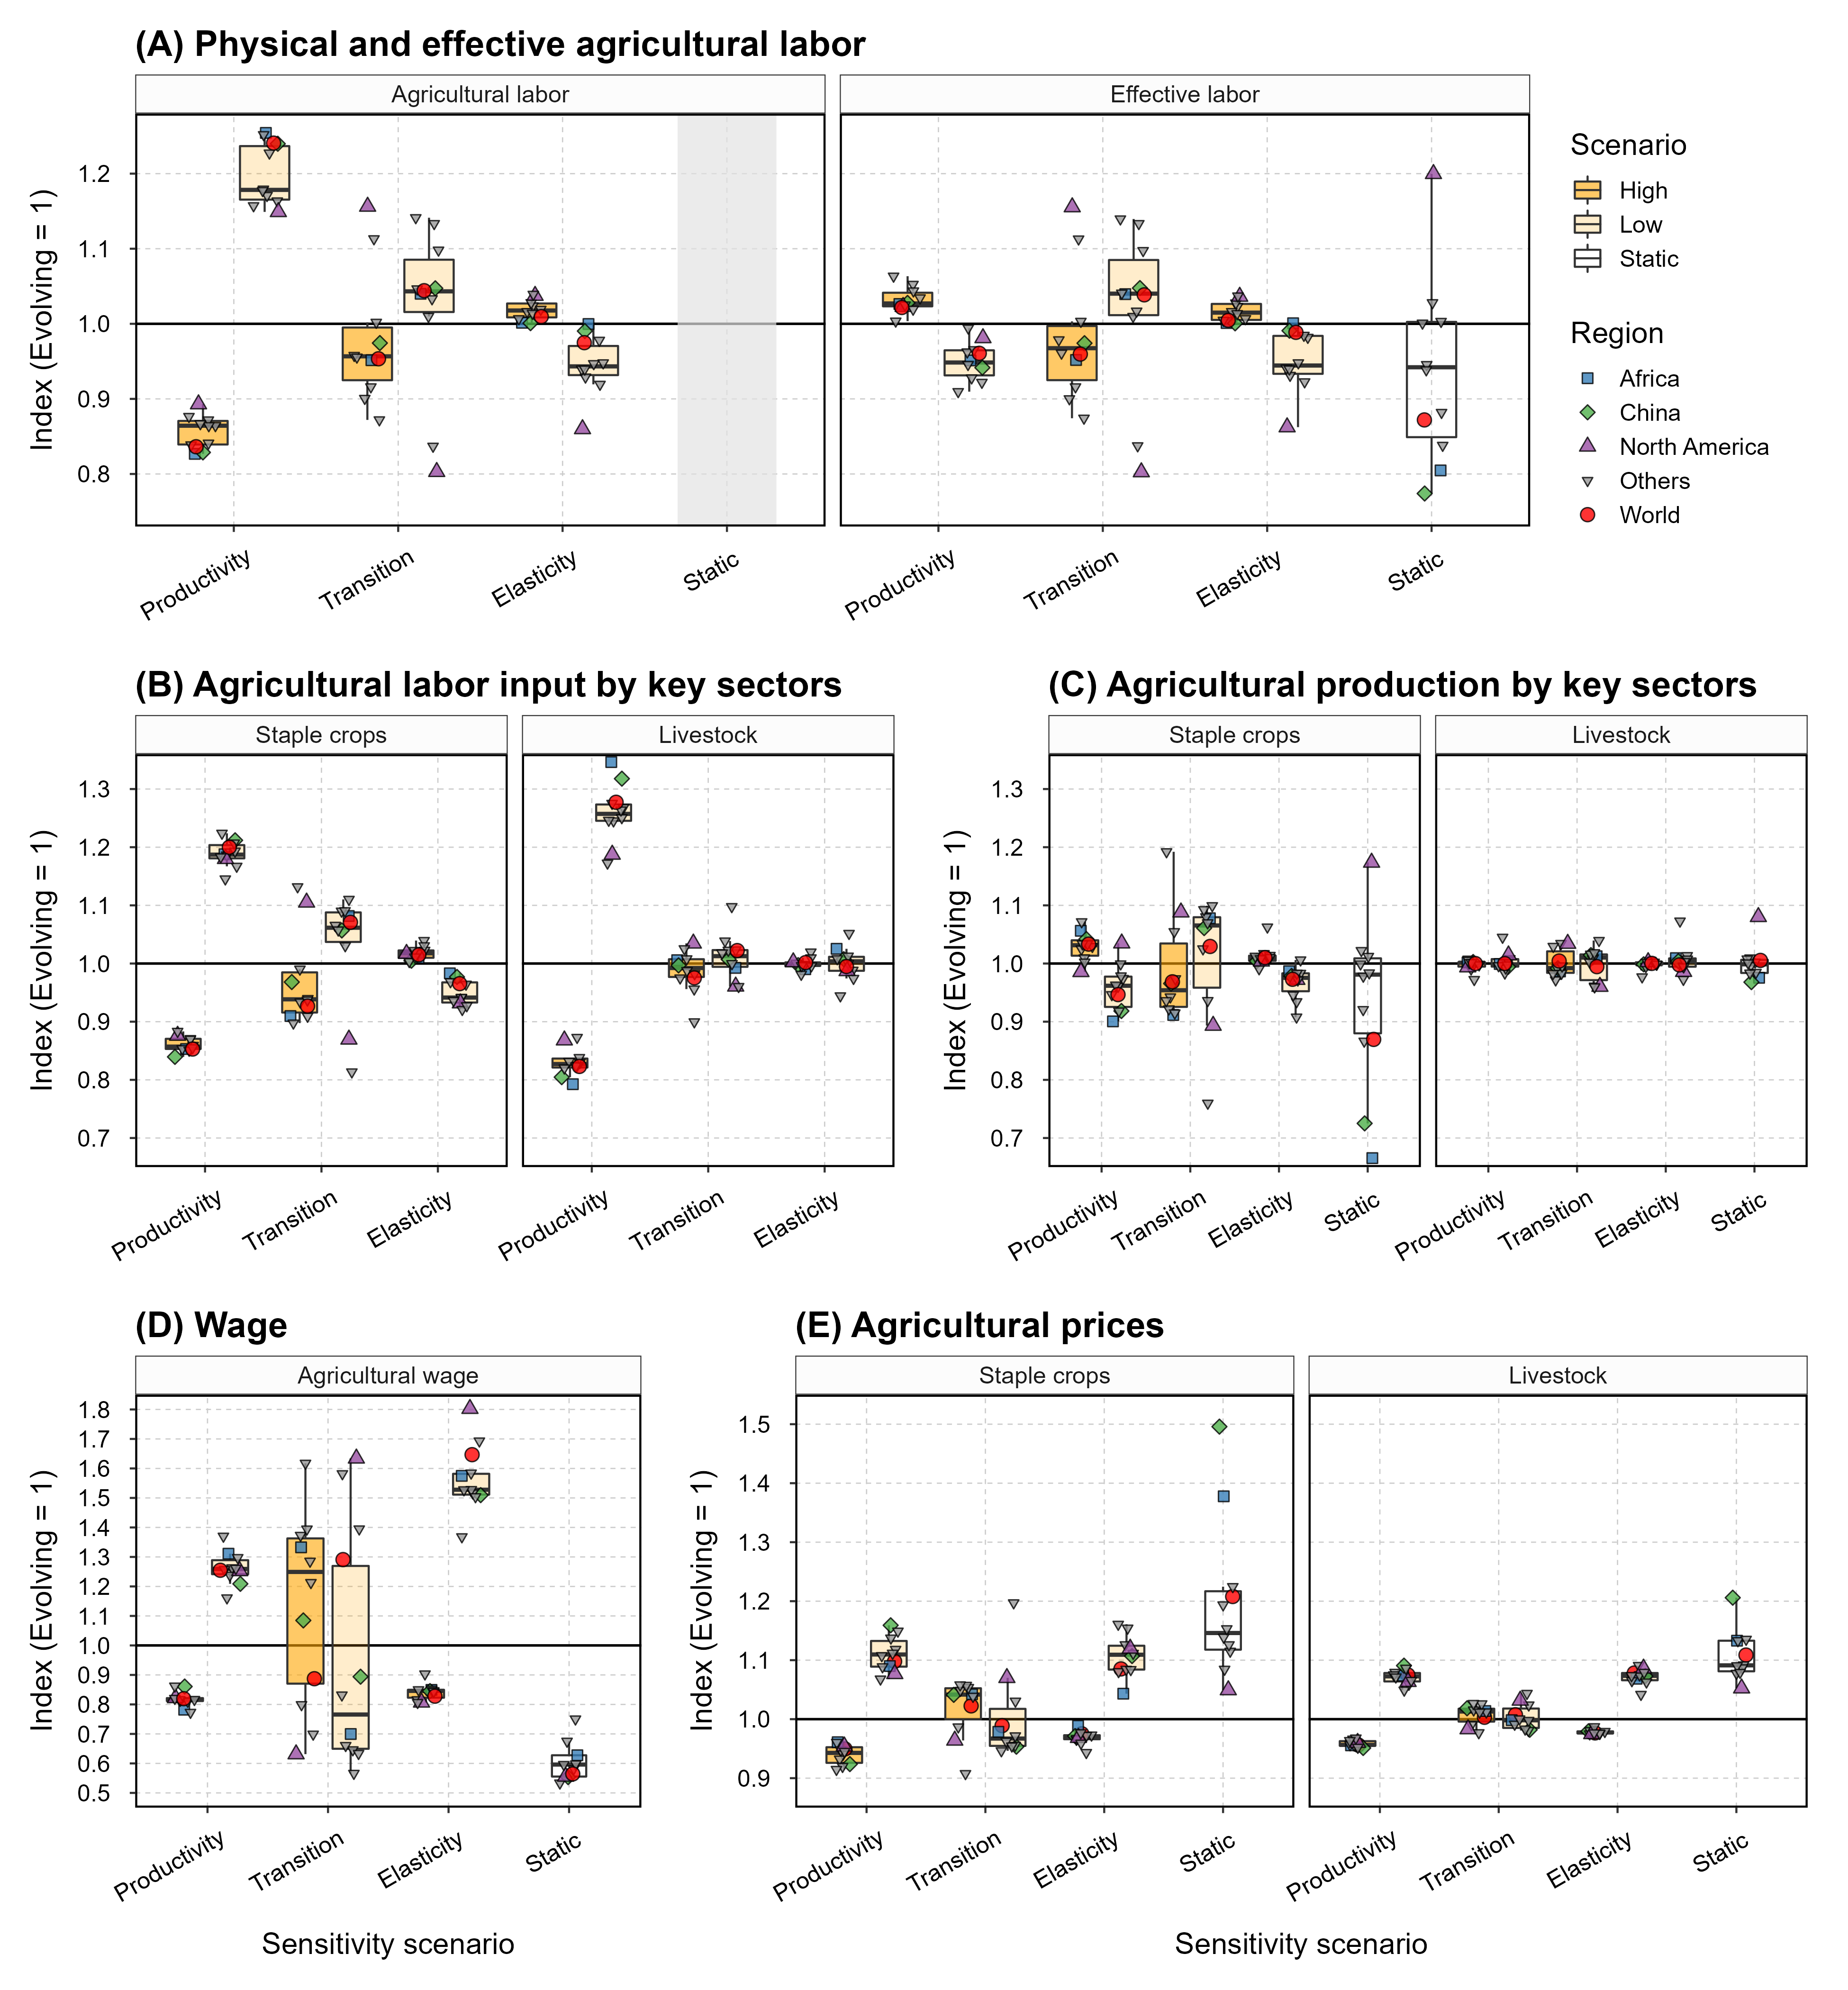 (A) Physical and effective agricultural labor
Agricultural labor
Effective labor
Index (Evolving = 1)
1.2
1.1
1.0
0.9
0.8
Productivity
Transition
Elasticity
Static
Productivity
Transition
Elasticity
Static
Scenario
High
Low
Static
Region
Africa
China
North America
Others
World
(B) Agricultural labor input by key sectors
Staple crops
Livestock
Index (Evolving = 1)
1.3
1.2
1.1
1.0
0.9
0.8
0.7
Productivity
Transition
Elasticity
Productivity
Transition
Elasticity
(C) Agricultural production by key sectors
Staple crops
Livestock
Index (Evolving = 1)
1.3
1.2
1.1
1.0
0.9
0.8
0.7
Productivity
Transition
Elasticity
Static
Productivity
Transition
Elasticity
Static
(D) Wage
Agricultural wage
Index (Evolving = 1)
1.8
1.7
1.6
1.5
1.4
1.3
1.2
1.1
1.0
0.9
0.8
0.7
0.6
0.5
Productivity
Transition
Elasticity
Static
Sensitivity scenario
(E) Agricultural prices
Staple crops
Livestock
Index (Evolving = 1)
1.5
1.4
1.3
1.2
1.1
1.0
0.9
Productivity
Transition
Elasticity
Static
Productivity
Transition
Elasticity
Static
Sensitivity scenario